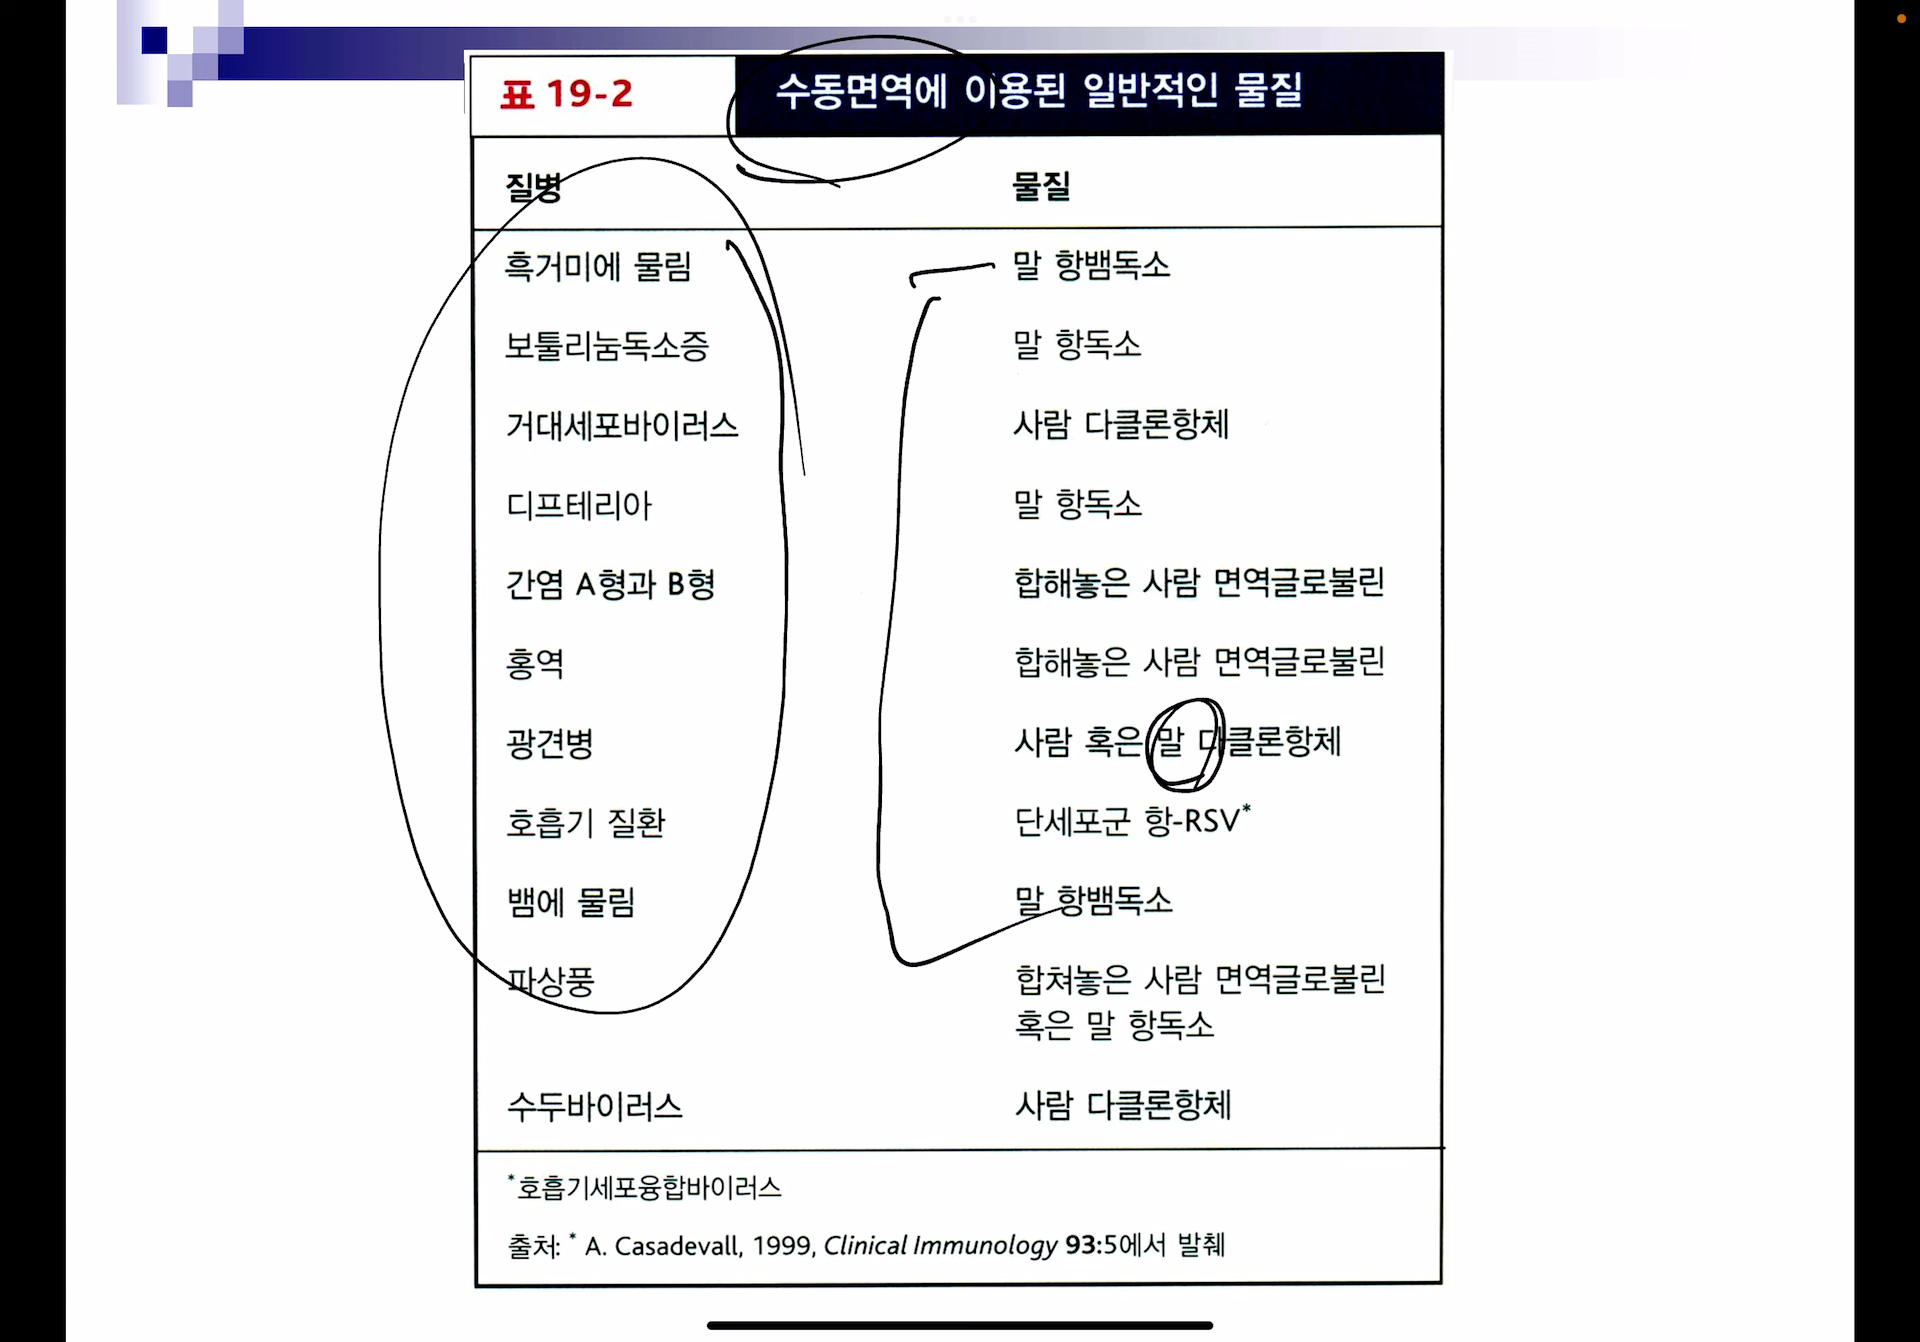 표 19-2 수동면역에 이용된 일반적인 물질
질병 물질
흑거미에 물림 말 항뱀독소
보툴리눔독소증 말 항독소
거대세포바이러스 사람 다클론항체
디프테리아 말 항독소
간염 A형과 B형 합해놓은 사람 면역글로불린
홍역 합해놓은 사람 면역글로불린
광견병 사람 혹은 말 다클론항체
호흡기 질환 단세포군 항-RSV*
뱀에 물림 말 항뱀독소
파상풍 합쳐놓은 사람 면역글로불린
혹은 말 항독소
수두바이러스 사람 다클론항체
*호흡기세포융합바이러스
출처: * A. Casadevall, 1999, Clinical Immunology 93:5에서 발췌